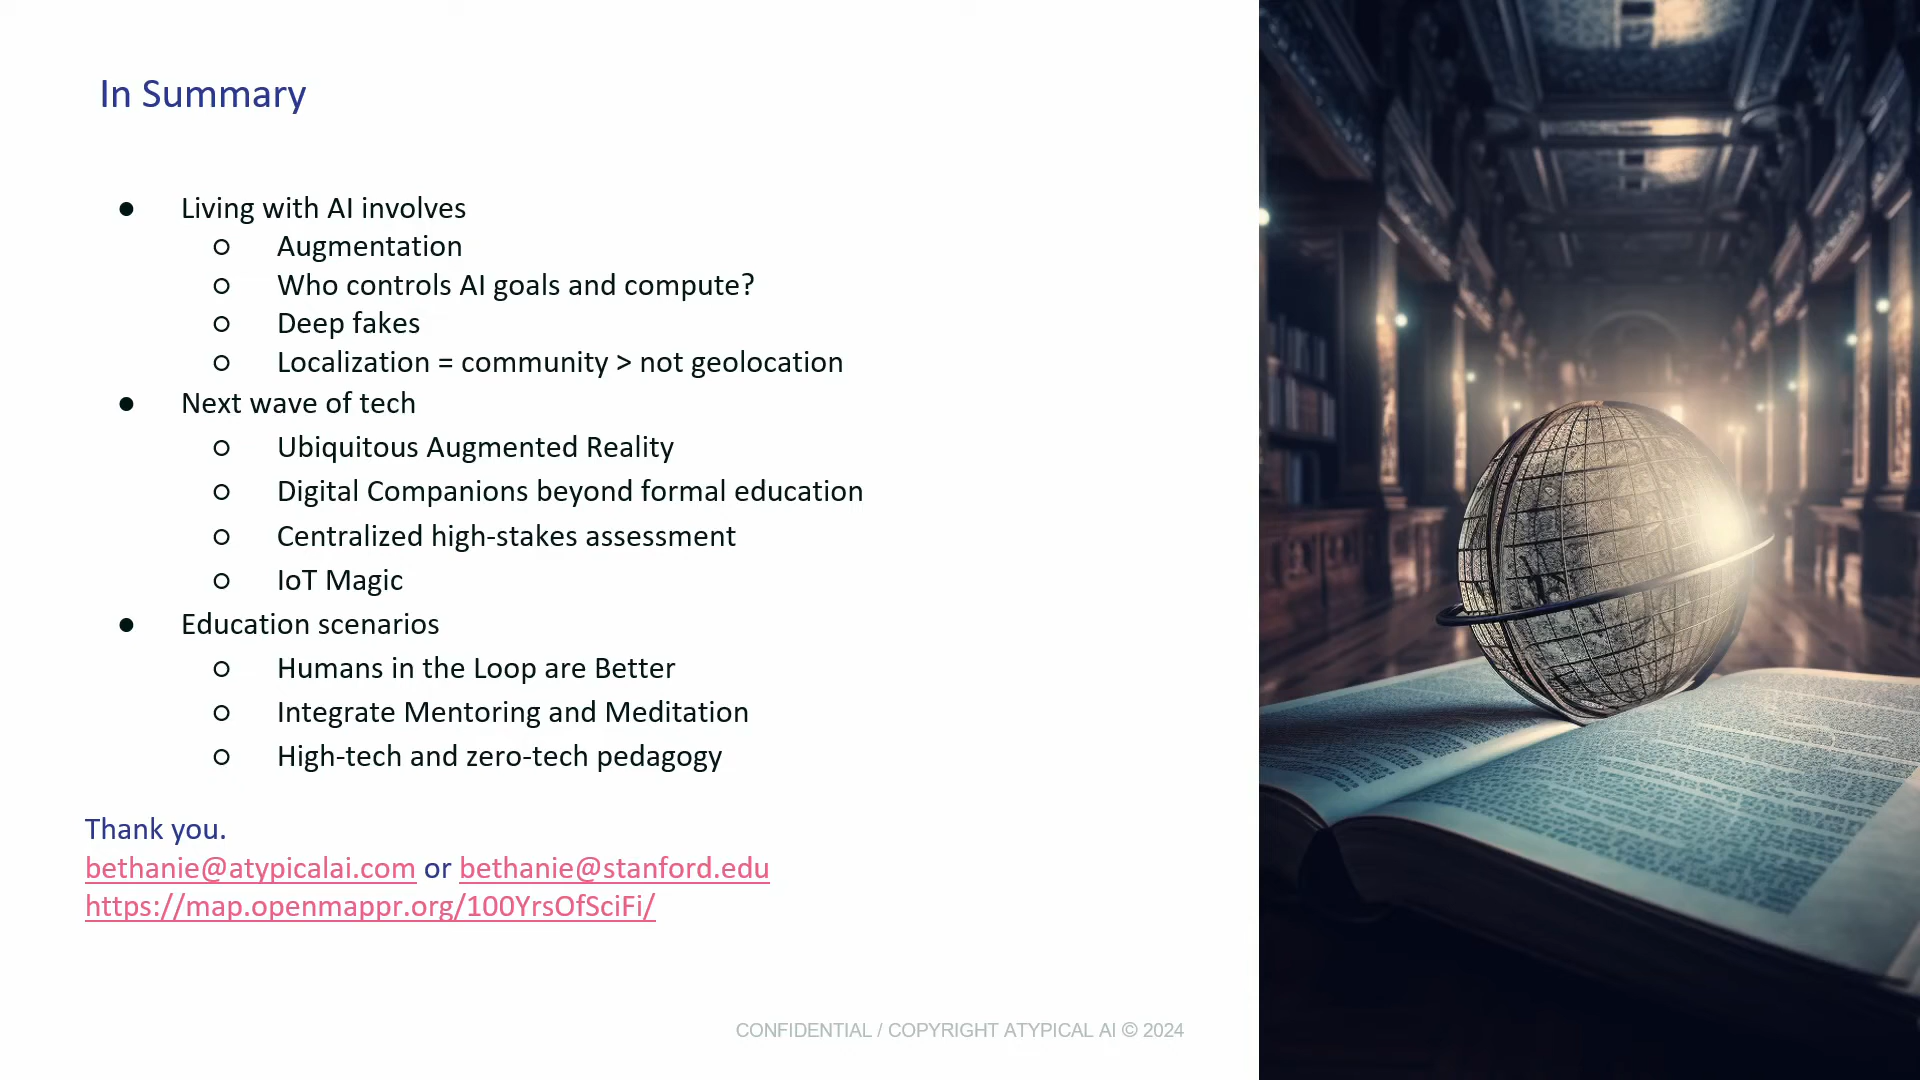 In Summary
● Living with AI involves
○ Augmentation
○ Who controls AI goals and compute?
○ Deep fakes
○ Localization = community > not geolocation
● Next wave of tech
○ Ubiquitous Augmented Reality
○ Digital Companions beyond formal education
○ Centralized high-stakes assessment
○ IoT Magic
● Education scenarios
○ Humans in the Loop are Better
○ Integrate Mentoring and Meditation
○ High-tech and zero-tech pedagogy
Thank you.
bethanie@atypicalai.com or bethanie@stanford.edu
https://map.openmappr.org/100YrsOfSciFi/
CONFIDENTIAL / COPYRIGHT ATYPICAL AI © 2024